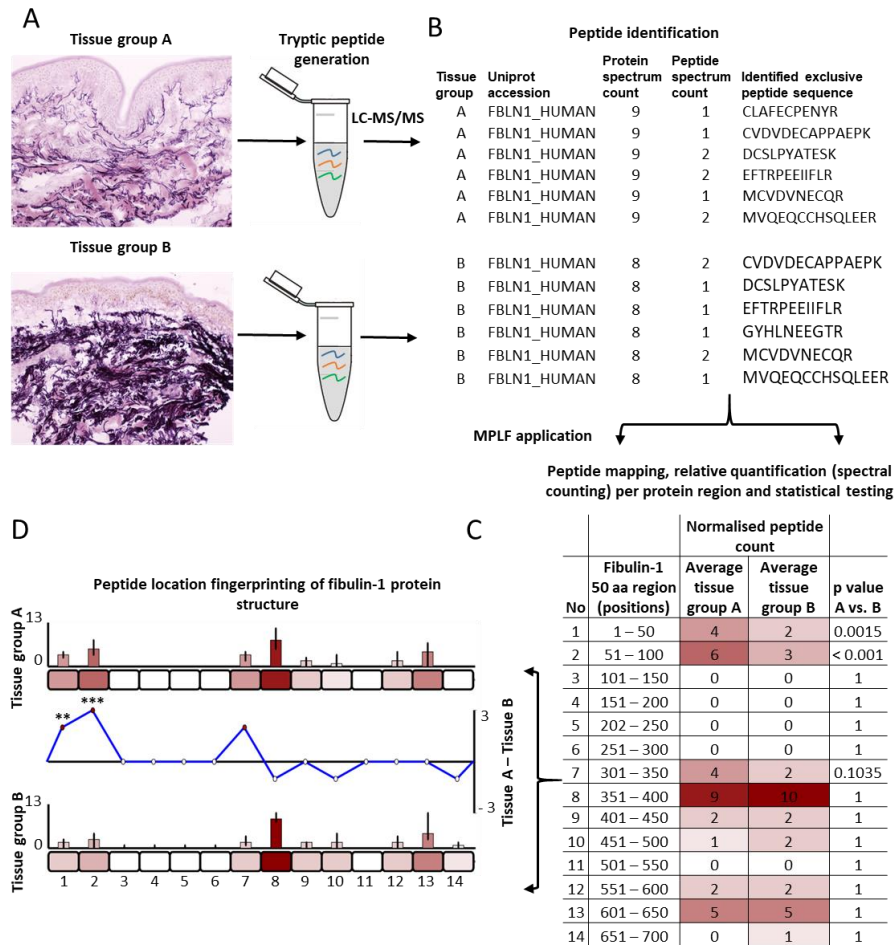 A
Tissue group A
Tryptic peptide
generation
LC-MS/MS
Tissue group B
B
Peptide identification
Tissue group Uniprot accession Protein spectrum count Peptide spectrum count Identified exclusive peptide sequence
A FBLN1_HUMAN 9 1 CLAFECPENYR
A FBLN1_HUMAN 9 1 CVDVDECAPPAEPK
A FBLN1_HUMAN 9 2 DCSLPYATESK
A FBLN1_HUMAN 9 2 EFTRPEEIIFLR
A FBLN1_HUMAN 9 1 MCVDVNECQR
A FBLN1_HUMAN 9 2 MVQEQCCHSQLEER
B FBLN1_HUMAN 8 2 CVDVDECAPPAEPK
B FBLN1_HUMAN 8 1 DCSLPYATESK
B FBLN1_HUMAN 8 1 EFTRPEEIIFLR
B FBLN1_HUMAN 8 1 GYHLNEEGTR
B FBLN1_HUMAN 8 2 MCVDVNECQR
B FBLN1_HUMAN 8 1 MVQEQCCHSQLEER
MPLF application
Peptide mapping, relative quantification (spectral
counting) per protein region and statistical testing
C
Normalised peptide
count
No Fibulin-1 50 aa region (positions) Average tissue group A Average tissue group B p value A vs. B
1 1 – 50 4 2 0.0015
2 51 – 100 6 3 < 0.001
3 101 – 150 0 0 1
4 151 – 200 0 0 1
5 202 – 250 0 0 1
6 251 – 300 0 0 1
7 301 – 350 4 2 0.1035
8 351 – 400 9 10 1
9 401 – 450 2 2 1
10 451 – 500 1 2 1
11 501 – 550 0 0 1
12 551 – 600 2 2 1
13 601 – 650 5 5 1
14 651 – 700 0 1 1
D
Peptide location fingerprinting of fibulin-1 protein
structure
Tissue group A
13
0
** ***
3
- 3
Tissue A – Tissue B
Tissue group B
13
0
1 2 3 4 5 6 7 8 9 10 11 12 13 14